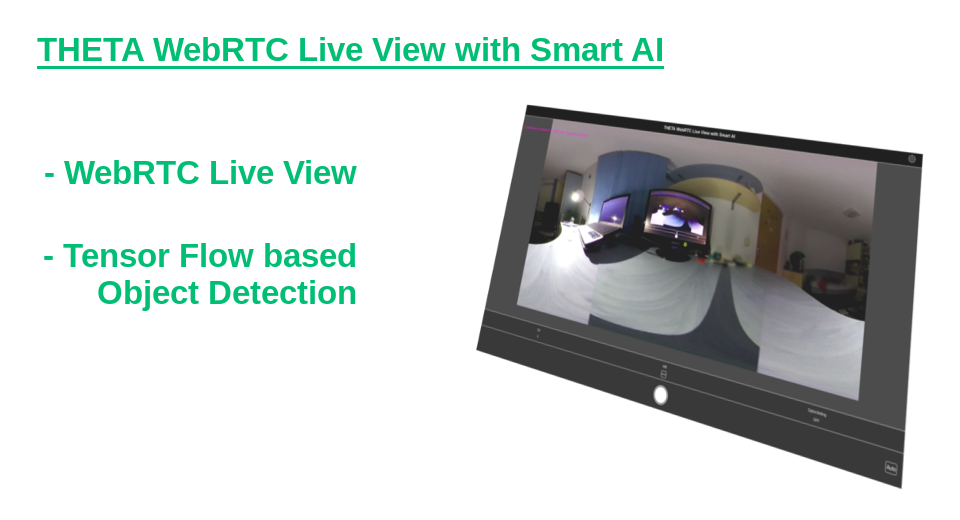 THETA WebRTC Live View with Smart AI
- WebRTC Live View
- Tensor Flow based
Object Detection
THETA WebRTC Live View with Smart AI
Auto